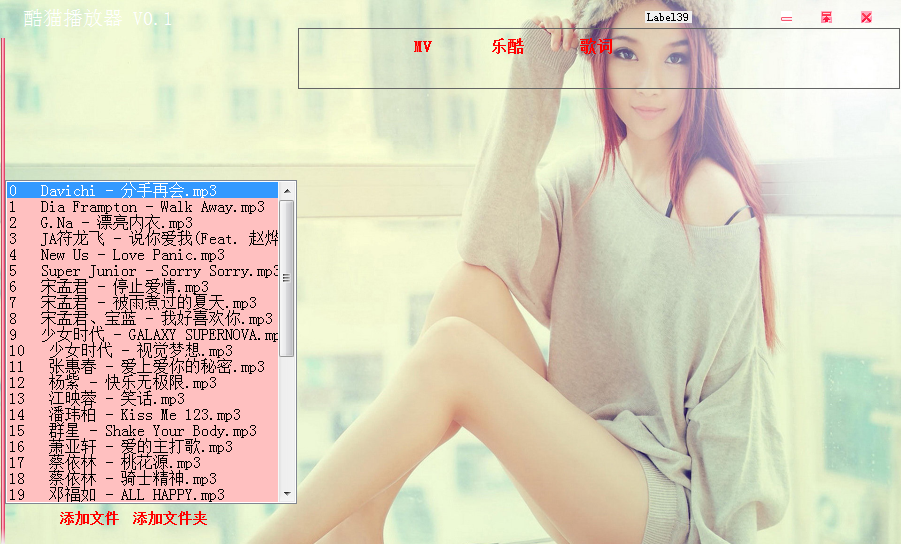 酷猫播放器 V0.1
Label39
MV 乐酷 歌词
0 Davichi - 分手再会.mp3
1 Dia Frampton - Walk Away.mp3
2 G.Na - 漂亮内衣.mp3
3 JA符龙飞 - 说你爱我(Feat. 赵烨
4 New Us - Love Panic.mp3
5 Super Junior - Sorry Sorry.mp3
6 宋孟君 - 停止爱情.mp3
7 宋孟君 - 被雨煮过的夏天.mp3
8 宋孟君、宝蓝 - 我好喜欢你.mp3
9 少女时代 - GALAXY SUPERNOVA.mp
10 少女时代 - 视觉梦想.mp3
11 张惠春 - 爱上爱你的秘密.mp3
12 杨紫 - 快乐无极限.mp3
13 江映蓉 - 笑话.mp3
14 潘玮柏 - Kiss Me 123.mp3
15 群星 - Shake Your Body.mp3
16 萧亚轩 - 爱的主打歌.mp3
17 蔡依林 - 桃花源.mp3
18 蔡依林 - 骑士精神.mp3
19 邓福如 - ALL HAPPY.mp3
添加文件 添加文件夹